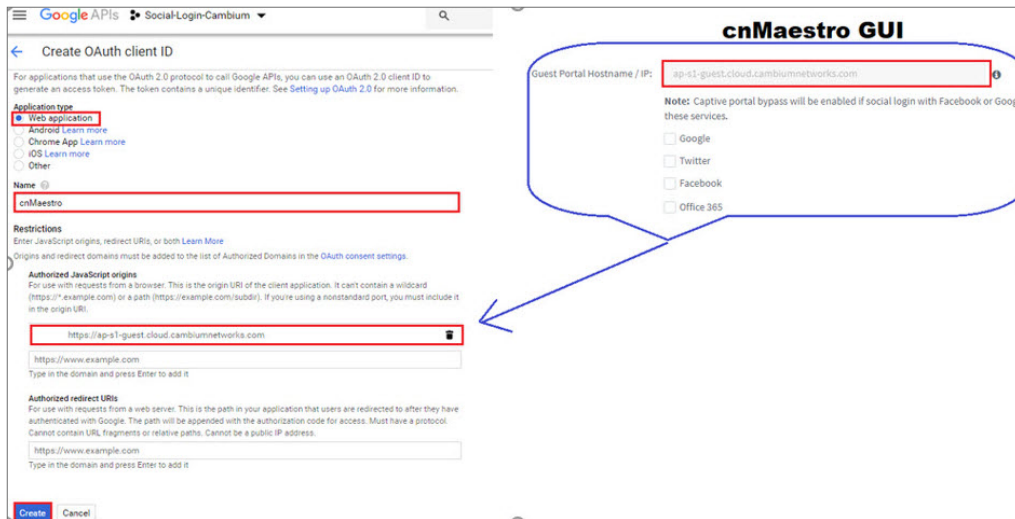 Google APIs Social-Login-Cambium
Create OAuth client ID
For applications that use the OAuth 2.0 protocol to call Google APIs, you can use an OAuth 2.0 client ID to
generate an access token. The token contains a unique identifier. See Setting up OAuth 2.0 for more information.
Application type
Web application
Android Learn more
Chrome App Learn more
iOS Learn more
Other
Name
cnMaestro
Restrictions
Enter JavaScript origins, redirect URIs, or both Learn More
Origins and redirect domains must be added to the list of Authorized Domains in the OAuth consent settings.
Authorized JavaScript origins
For use with requests from a browser. This is the origin URI of the client application. It can't contain a wildcard
(https://*.example.com) or a path (https://example.com/subdir). If you're using a nonstandard port, you must include it
in the origin URI.
https://ap-s1-guest.cloud.cambiumnetworks.com
https://www.example.com
Type in the domain and press Enter to add it
Authorized redirect URIs
For use with requests from a web server. This is the path in your application that users are redirected to after they have
authenticated with Google. The path will be appended with the authorization code for access. Must have a protocol.
Cannot contain URL fragments or relative paths. Cannot be a public IP address.
https://www.example.com
Type in the domain and press Enter to add it
Create Cancel
cnMaestro GUI
Guest Portal Hostname / IP: ap-s1-guest.cloud.cambiumnetworks.com
Note: Captive portal bypass will be enabled if social login with Facebook or Goog
these services.
Google
Twitter
Facebook
Office 365